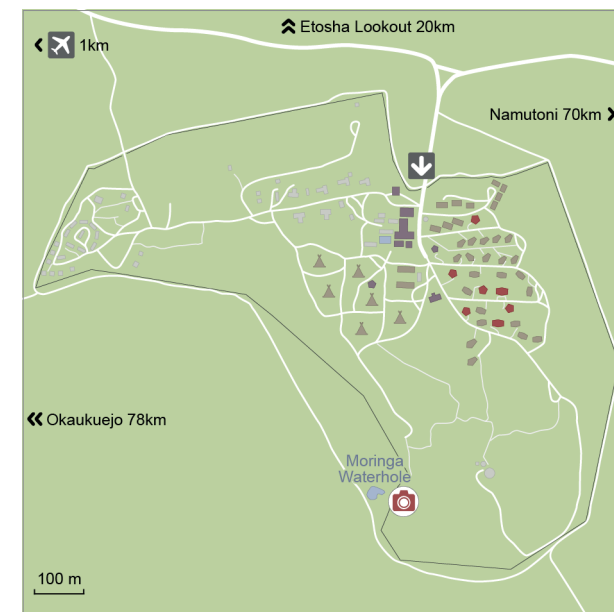 Etosha Lookout 20km
1km
Namutoni 70km
Okaukuejo 78km
Moringa
Waterhole
100 m